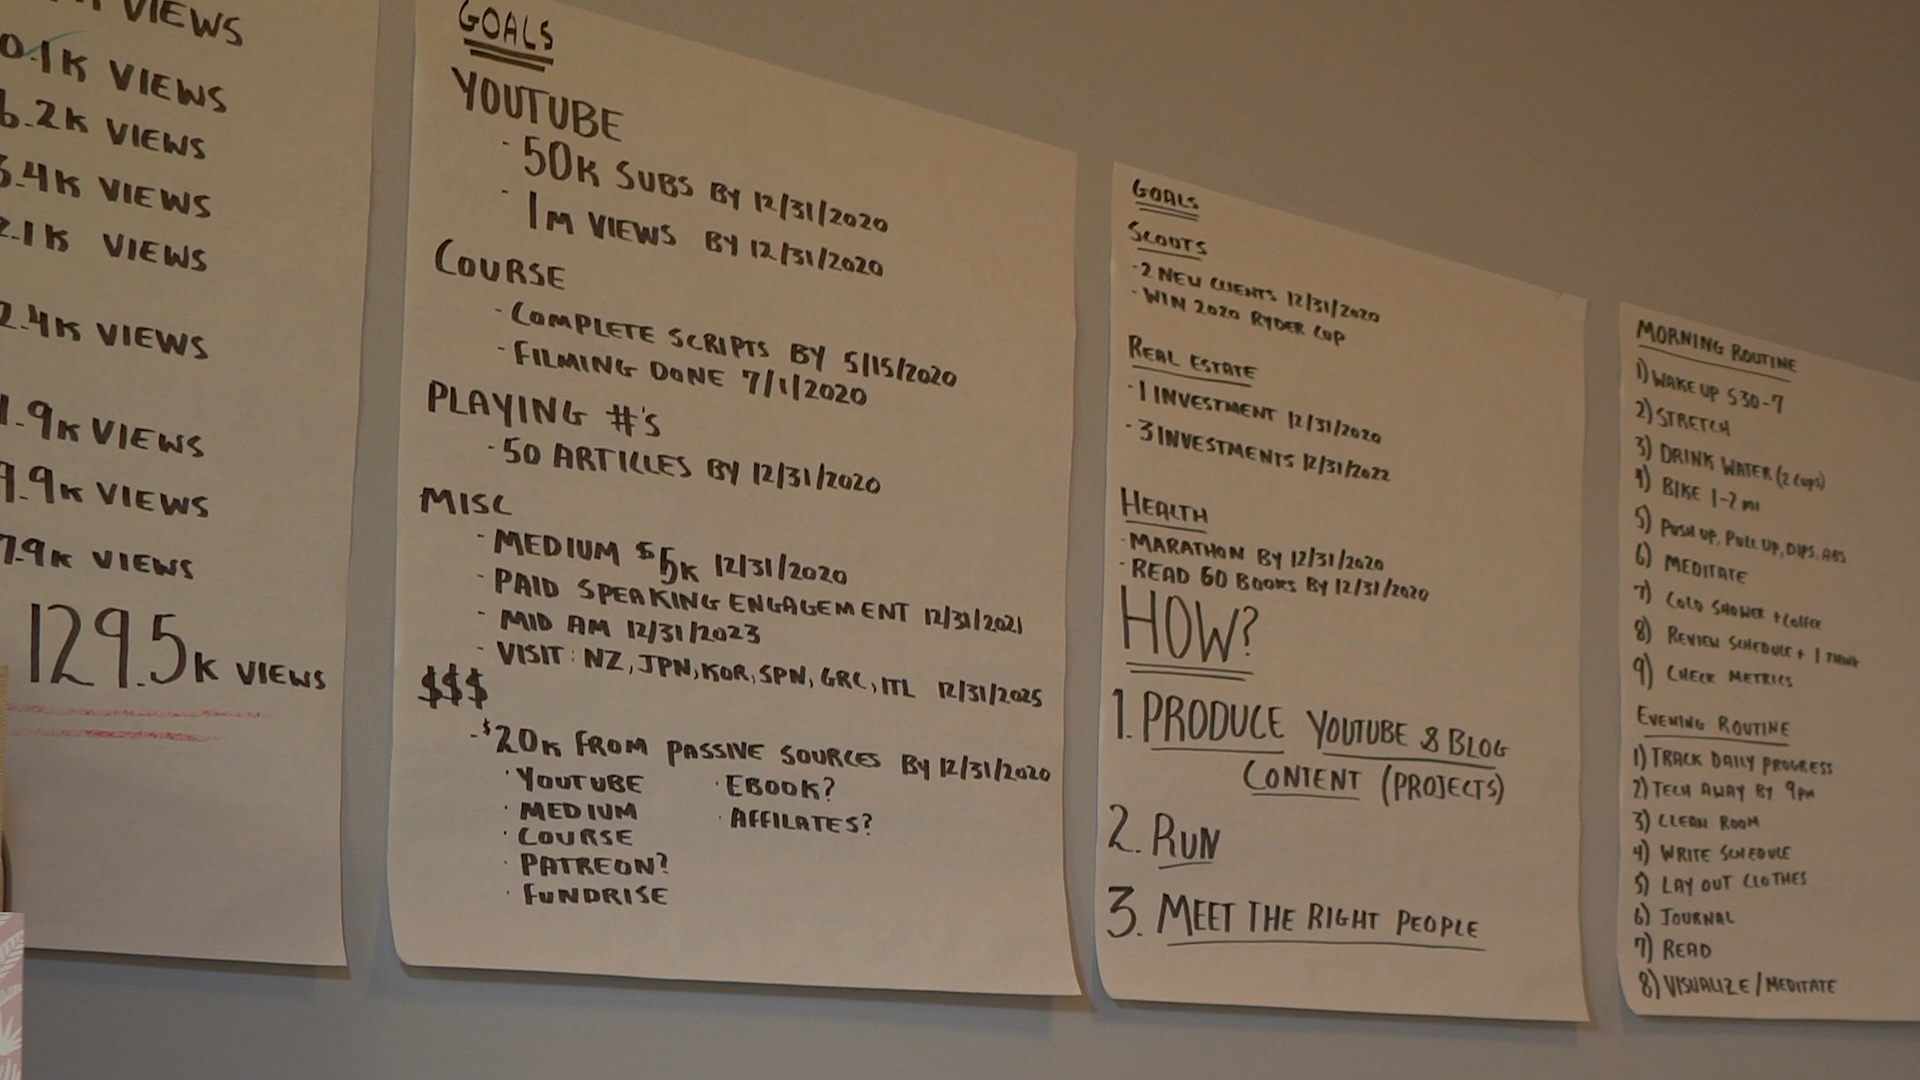 VIEWS
0.1K VIEWS
6.2K VIEWS
3.4K VIEWS
2.1K VIEWS
2.4K VIEWS
1.9K VIEWS
9.9K VIEWS
7.9K VIEWS
129.5K VIEWS
GOALS
YOUTUBE
- 50K SUBS BY 12/31/2020
- 1M VIEWS BY 12/31/2020
COURSE
- COMPLETE SCRIPTS BY 5/15/2020
- FILMING DONE 7/1/2020
PLAYING #'S
- 50 ARTICLES BY 12/31/2020
MISC
- MEDIUM $5K 12/31/2020
- PAID SPEAKING ENGAGEMENT 12/31/2021
- MID AM 12/31/2023
- VISIT: NZ, JPN, KOR, SPN, GRC, ITL 12/31/2025
$$$
- $20K FROM PASSIVE SOURCES BY 12/31/2020
· YOUTUBE · EBOOK?
· MEDIUM · AFFILATES?
· COURSE
· PATREON?
· FUNDRISE
GOALS
SCOUTS
- 2 NEW CLIENTS 12/31/2020
- WIN 2020 RYDER CUP
REAL ESTATE
- 1 INVESTMENT 12/31/2020
- 3 INVESTMENTS 12/31/2022
HEALTH
- MARATHON BY 12/31/2020
- READ 60 BOOKS BY 12/31/2020
HOW?
1. PRODUCE YOUTUBE & BLOG
CONTENT (PROJECTS)
2. RUN
3. MEET THE RIGHT PEOPLE
MORNING ROUTINE
1) WAKE UP 530-7
2) STRETCH
3) DRINK WATER (2 CUPS)
4) BIKE 1-2 MI
5) PUSH UP, PULL UP, DIPS, ABS
6) MEDITATE
7) COLD SHOWER + COFFEE
8) REVIEW SCHEDULE + 1 THING
9) CHECK METRICS
EVENING ROUTINE
1) TRACK DAILY PROGRESS
2) TECH AWAY BY 9PM
3) CLEAN ROOM
4) WRITE SCHEDULE
5) LAY OUT CLOTHES
6) JOURNAL
7) READ
8) VISUALIZE / MEDITATE